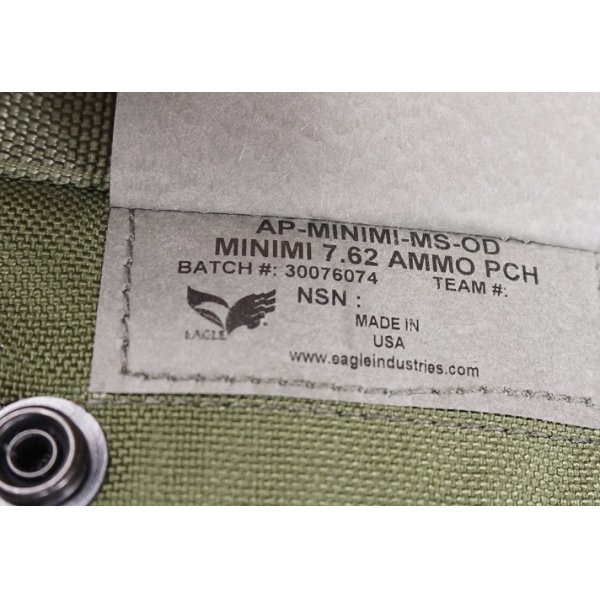 AP-MINIMI-MS-OD
MINIMI 7.62 AMMO PCH
BATCH #: 30076074 TEAM #:
NSN :
EAGLE
MADE IN
USA
www.eagleindustries.com